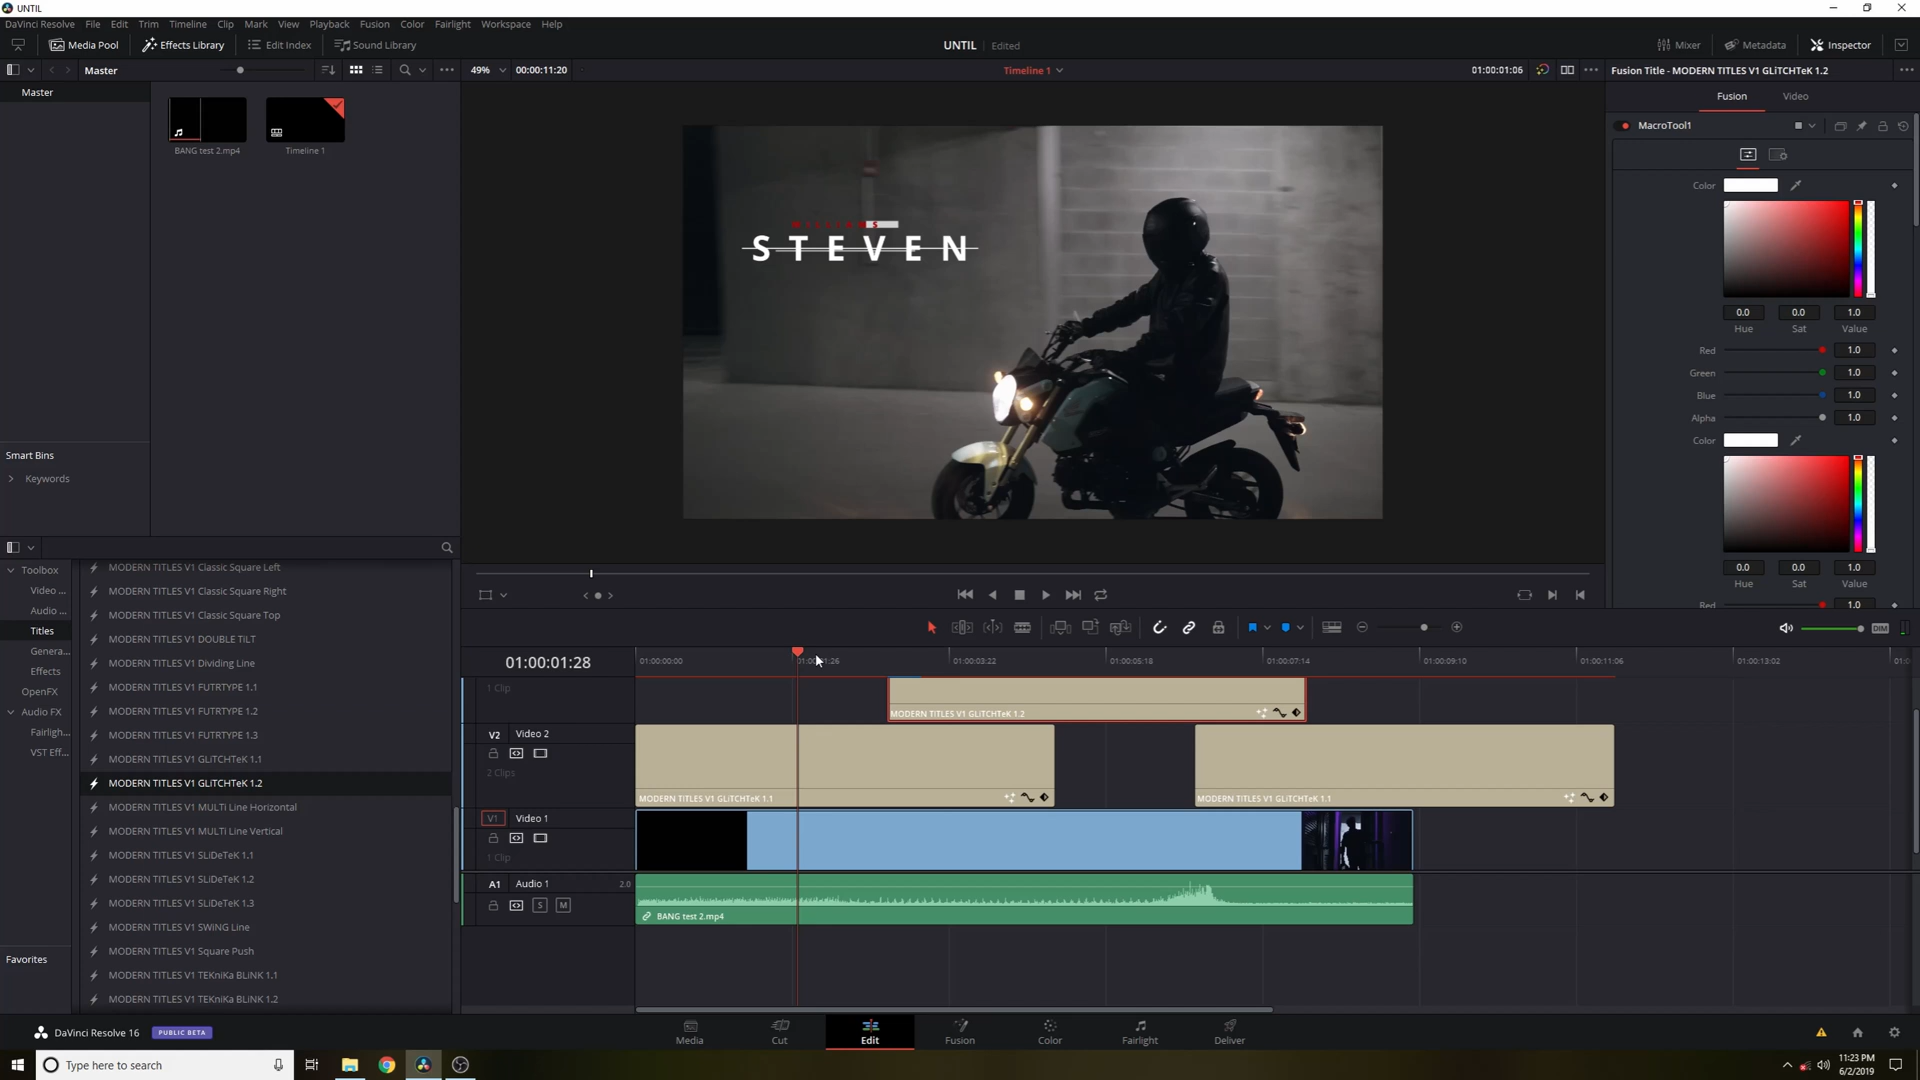 UNTIL
DaVinci Resolve File Edit Trim Timeline Clip Mark View Playback Fusion Color Fairlight Workspace Help
Media Pool Effects Library Edit Index Sound Library UNTIL Edited Mixer Metadata Inspector
Master 49% 00:00:11:20 Timeline 1 01:00:01:06 Fusion Title - MODERN TITLES V1 GLiTCHTeK 1.2
Master
Fusion Video
MacroTool1
BANG test 2.mp4 Timeline 1
Color
STEVEN
0.0 0.0 1.0
Hue Sat Value
Red 1.0
Green 1.0
Blue 1.0
Alpha 1.0
Color
Smart Bins
Keywords
0.0 0.0 1.0
Hue Sat Value
Red 1.0
Toolbox
Video ...
Audio ...
Titles
Genera...
Effects
OpenFX
Audio FX
Fairligh...
VST Eff...
Favorites
MODERN TITLES V1 Classic Square Left
MODERN TITLES V1 Classic Square Right
MODERN TITLES V1 Classic Square Top
MODERN TITLES V1 DOUBLE TiLT
MODERN TITLES V1 Dividing Line
MODERN TITLES V1 FUTRTYPE 1.1
MODERN TITLES V1 FUTRTYPE 1.2
MODERN TITLES V1 FUTRTYPE 1.3
MODERN TITLES V1 GLiTCHTeK 1.1
MODERN TITLES V1 GLiTCHTeK 1.2
MODERN TITLES V1 MULTi Line Horizontal
MODERN TITLES V1 MULTi Line Vertical
MODERN TITLES V1 SLiDeTeK 1.1
MODERN TITLES V1 SLiDeTeK 1.2
MODERN TITLES V1 SLiDeTeK 1.3
MODERN TITLES V1 SWiNG Line
MODERN TITLES V1 Square Push
MODERN TITLES V1 TEKniKa BLiNK 1.1
MODERN TITLES V1 TEKniKa BLiNK 1.2
DIM
01:00:01:28
01:00:00:00 01:00:03:22 01:00:05:18 01:00:07:14 01:00:09:10 01:00:11:06 01:00:13:02
1 Clip
MODERN TITLES V1 GLiTCHTeK 1.2
V2 Video 2
2 Clips
MODERN TITLES V1 GLiTCHTeK 1.1 MODERN TITLES V1 GLiTCHTeK 1.1
V1 Video 1
1 Clip
A1 Audio 1 2.0
S M
BANG test 2.mp4
DaVinci Resolve 16 PUBLIC BETA
Media Cut Edit Fusion Color Fairlight Deliver
Type here to search
11:23 PM
6/2/2019